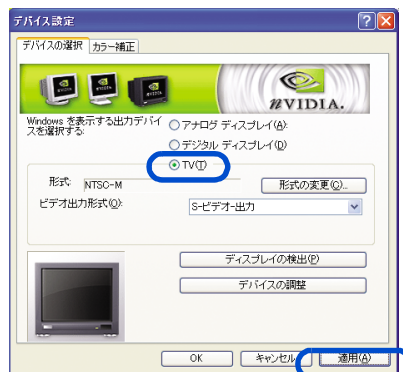 デバイス設定
デバイスの選択 カラー補正
nVIDIA.
Windows を表示する出力デバイ
スを選択する:
アナログ ディスプレイ(A):
デジタル ディスプレイ(D)
TV(T)
形式: NTSC-M 形式の変更(C)...
ビデオ出力形式(O): S-ビデオ-出力
ディスプレイの検出(P)
デバイスの調整
OK キャンセル 適用(A)